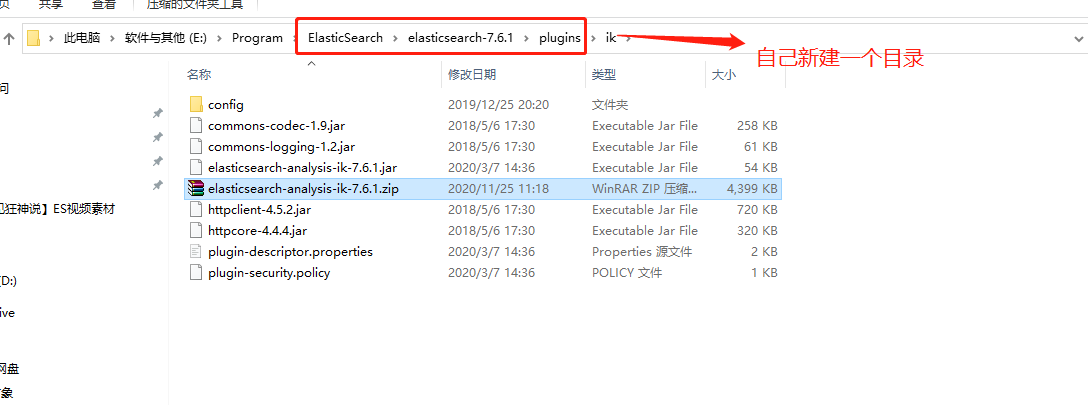 共享 查看 压缩的文件夹工具
此电脑 软件与其他 (E:) Program ElasticSearch elasticsearch-7.6.1 plugins ik
自己新建一个目录
名称 修改日期 类型 大小
config 2019/12/25 20:20 文件夹
commons-codec-1.9.jar 2018/5/6 17:30 Executable Jar File 258 KB
commons-logging-1.2.jar 2018/5/6 17:30 Executable Jar File 61 KB
elasticsearch-analysis-ik-7.6.1.jar 2020/3/7 14:36 Executable Jar File 54 KB
elasticsearch-analysis-ik-7.6.1.zip 2020/11/25 11:18 WinRAR ZIP 压缩... 4,399 KB
见狂神说】ES视频素材
httpclient-4.5.2.jar 2018/5/6 17:30 Executable Jar File 720 KB
httpcore-4.4.4.jar 2018/5/6 17:30 Executable Jar File 320 KB
plugin-descriptor.properties 2020/3/7 14:36 Properties 源文件 2 KB
plugin-security.policy 2020/3/7 14:36 POLICY 文件 1 KB
(D:)
ive
网盘
象